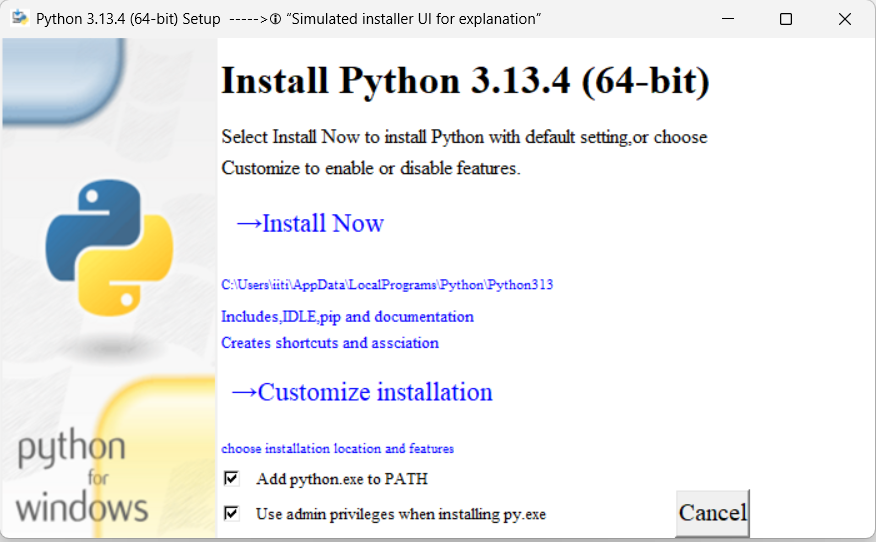 Python 3.13.4 (64-bit) Setup ----->🛈 “Simulated installer UI for explanation“
Install Python 3.13.4 (64-bit)
Select Install Now to install Python with default setting,or choose
Customize to enable or disable features.
→Install Now
C:\Users\iiti\AppData\LocalPrograms\Python\Python313
Includes,IDLE,pip and documentation
Creates shortcuts and assciation
→Customize installation
choose installation location and features
Add python.exe to PATH
Use admin privileges when installing py.exe
Cancel
python
for
windows